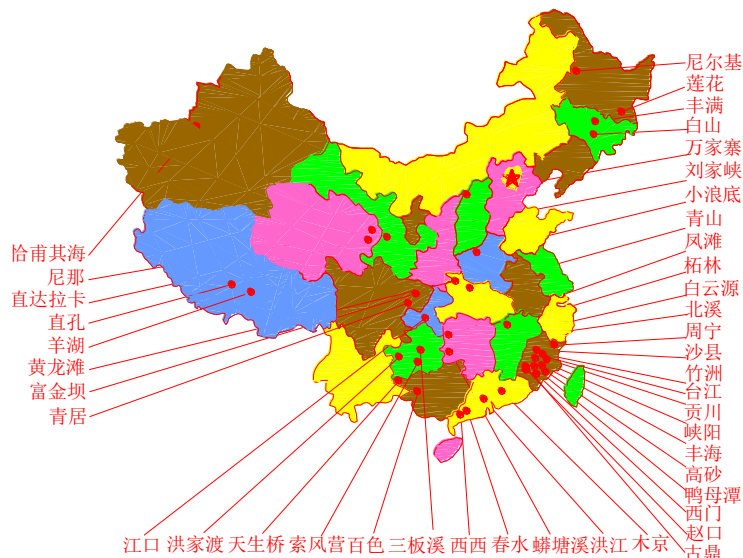 尼尔基
莲花
丰满
白山
万家寨
刘家峡
小浪底
青山
凤滩
柘林
白云源
北溪
周宁
沙县
竹洲
台江
贡川
峡阳
丰海
高砂
鸭母潭
西门
赵口
古鼎
恰甫其海
尼那
直达拉卡
直孔
羊湖
黄龙滩
富金坝
青居
江口 洪家渡 天生桥 索风营 百色 三板溪 西西 春水 蟒塘溪 洪江 木京